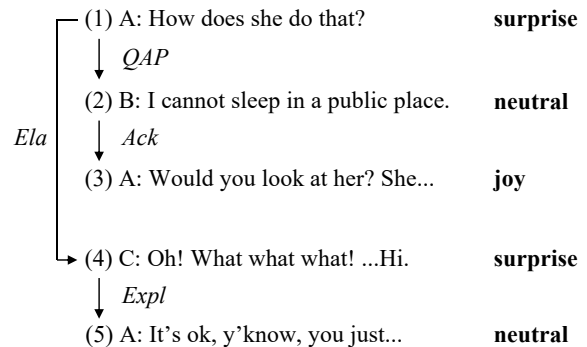 (1) A: How does she do that? surprise
QAP
(2) B: I cannot sleep in a public place. neutral
Ela Ack
(3) A: Would you look at her? She... joy
(4) C: Oh! What what what! ...Hi. surprise
Expl
(5) A: It's ok, y'know, you just... neutral